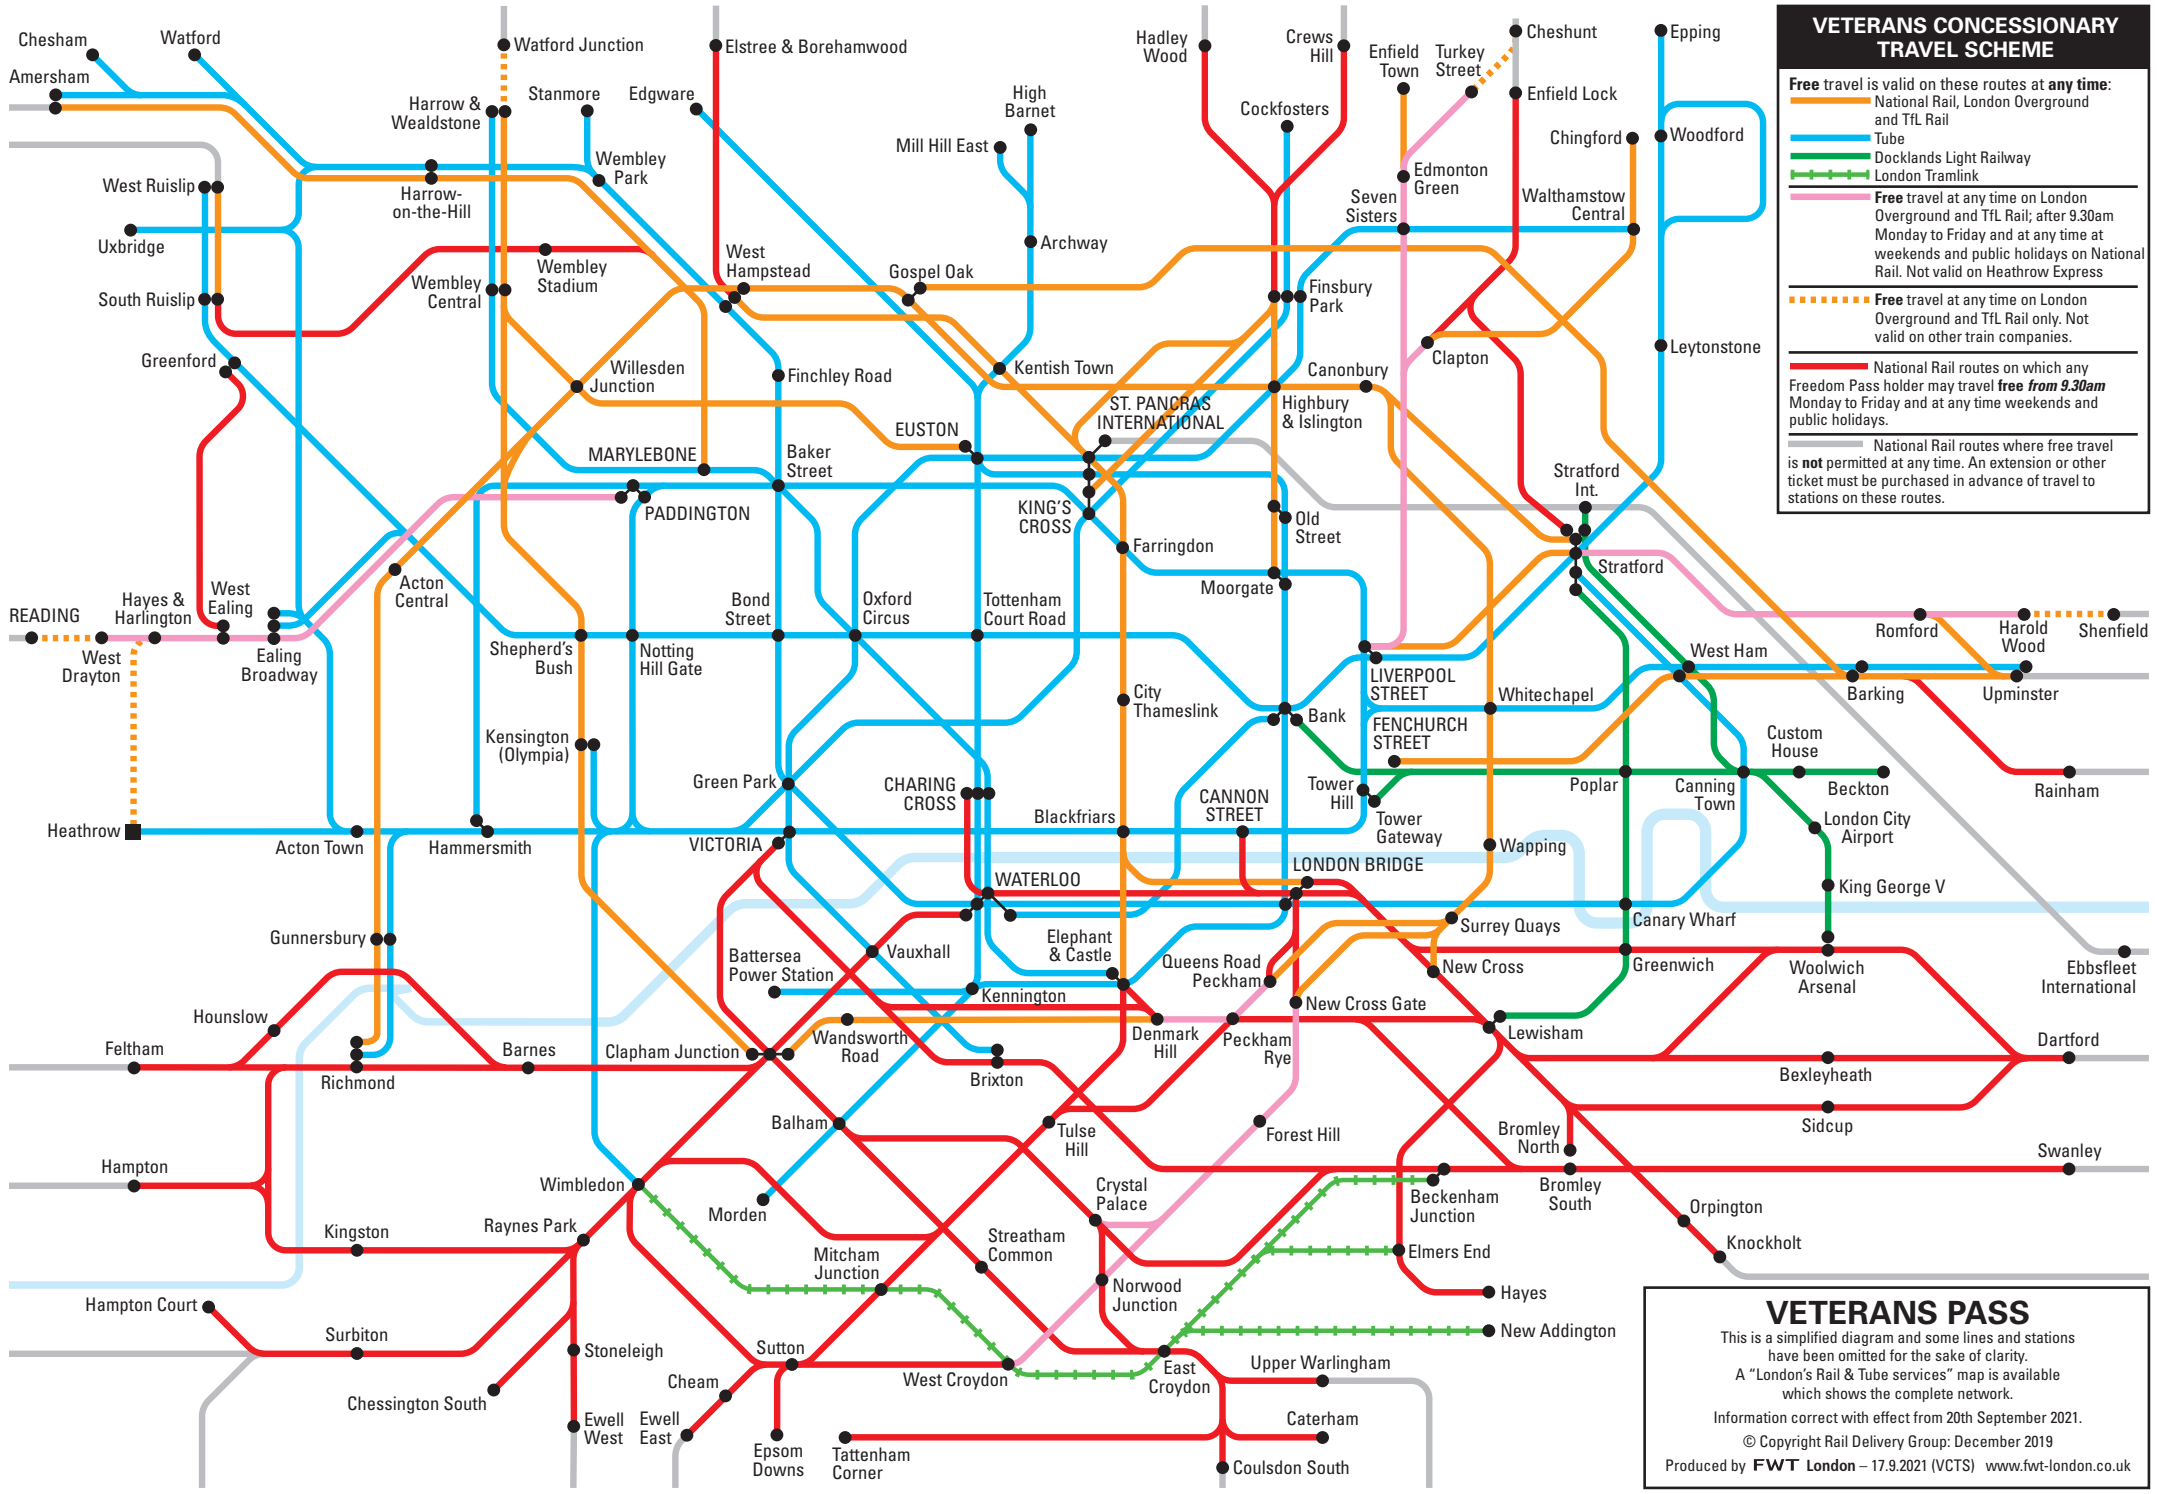 Chesham
Watford
Amersham
Watford Junction
Elstree & Borehamwood
Hadley
Wood
Crews
Hill
Enfield
Town
Turkey
Street
Cheshunt
Epping
Harrow &
Wealdstone
Stanmore
Edgware
High
Barnet
Cockfosters
Enfield Lock
Mill Hill East
Chingford
Woodford
West Ruislip
Harrow-
on-the-Hill
Wembley
Park
Edmonton
Green
Seven
Sisters
Walthamstow
Central
Uxbridge
Archway
Wembley
Stadium
West
Hampstead
Gospel Oak
South Ruislip
Wembley
Central
Finsbury
Park
Greenford
Willesden
Junction
Finchley Road
Kentish Town
Canonbury
Clapton
Leytonstone
ST. PANCRAS
INTERNATIONAL
Highbury
& Islington
EUSTON
MARYLEBONE
Baker
Street
Stratford
Int.
PADDINGTON
KING'S
CROSS
Old
Street
Farringdon
Moorgate
Stratford
Acton
Central
READING
Hayes &
Harlington
West
Ealing
Bond
Street
Oxford
Circus
Tottenham
Court Road
West
Drayton
Ealing
Broadway
Shepherd's
Bush
Notting
Hill Gate
Romford
Harold
Wood
Shenfield
LIVERPOOL
STREET
West Ham
Barking
Upminster
City
Thameslink
Bank
Whitechapel
FENCHURCH
STREET
Kensington
(Olympia)
Custom
House
Green Park
CHARING
CROSS
Tower
Hill
CANNON
STREET
Poplar
Canning
Town
Beckton
Rainham
Heathrow
Acton Town
Hammersmith
VICTORIA
Blackfriars
Tower
Gateway
London City
Airport
Wapping
LONDON BRIDGE
WATERLOO
King George V
Gunnersbury
Vauxhall
Elephant
& Castle
Surrey Quays
Canary Wharf
Battersea
Power Station
Queens Road
Peckham
New Cross
Greenwich
Woolwich
Arsenal
Ebbsfleet
International
Kennington
New Cross Gate
Hounslow
Wandsworth
Road
Denmark
Hill
Peckham
Rye
Lewisham
Feltham
Richmond
Barnes
Clapham Junction
Brixton
Dartford
Bexleyheath
Balham
Tulse
Hill
Forest Hill
Bromley
North
Sidcup
Hampton
Wimbledon
Morden
Crystal
Palace
Beckenham
Junction
Bromley
South
Swanley
Kingston
Raynes Park
Mitcham
Junction
Streatham
Common
Elmers End
Orpington
Knockholt
Norwood
Junction
Hayes
Hampton Court
Surbiton
Stoneleigh
Sutton
New Addington
Chessington South
Cheam
West Croydon
East
Croydon
Upper Warlingham
Ewell
West
Ewell
East
Epsom
Downs
Tattenham
Corner
Caterham
Coulsdon South
VETERANS CONCESSIONARY
TRAVEL SCHEME
Free travel is valid on these routes at any time:
National Rail, London Overground
and TfL Rail
Tube
Docklands Light Railway
London Tramlink
Free travel at any time on London
Overground and TfL Rail; after 9.30am
Monday to Friday and at any time at
weekends and public holidays on National
Rail. Not valid on Heathrow Express
Free travel at any time on London
Overground and TfL Rail only. Not
valid on other train companies.
National Rail routes on which any
Freedom Pass holder may travel free from 9.30am
Monday to Friday and at any time weekends and
public holidays.
National Rail routes where free travel
is not permitted at any time. An extension or other
ticket must be purchased in advance of travel to
stations on these routes.
VETERANS PASS
This is a simplified diagram and some lines and stations
have been omitted for the sake of clarity.
A “London's Rail & Tube services” map is available
which shows the complete network.
Information correct with effect from 20th September 2021.
© Copyright Rail Delivery Group: December 2019
Produced by FWT London – 17.9.2021 (VCTS) www.fwt-london.co.uk